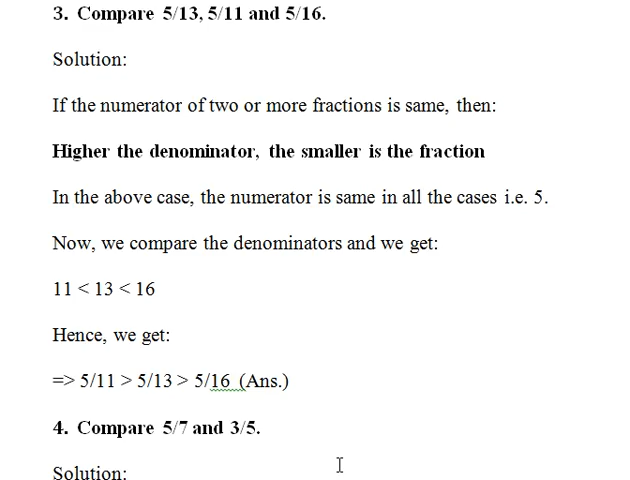 3. Compare 5/13, 5/11 and 5/16.
Solution:
If the numerator of two or more fractions is same, then:
Higher the denominator, the smaller is the fraction
In the above case, the numerator is same in all the cases i.e. 5.
Now, we compare the denominators and we get:
11 < 13 < 16
Hence, we get:
=> 5/11 > 5/13 > 5/16 (Ans.)
4. Compare 5/7 and 3/5.
Solution: